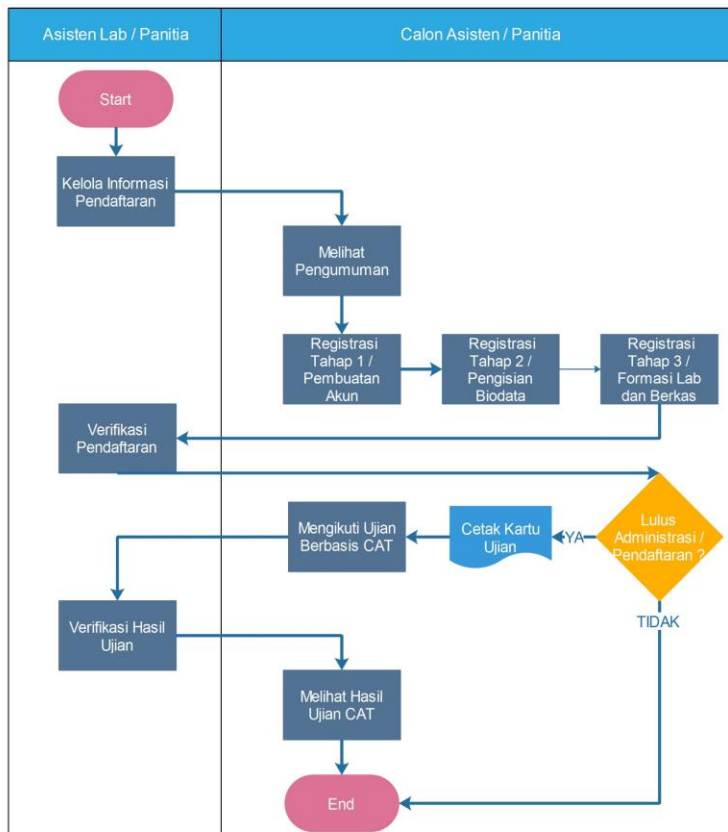 Asisten Lab / Panitia
Calon Asisten / Panitia
Start
Kelola Informasi
Pendaftaran
Melihat
Pengumuman
Registrasi
Tahap 1 /
Pembuatan
Akun
Registrasi
Tahap 2 /
Pengisian
Biodata
Registrasi
Tahap 3 /
Formasi Lab
dan Berkas
Verifikasi
Pendaftaran
Lulus
Administrasi /
Pendaftaran ?
YA
Cetak Kartu
Ujian
Mengikuti Ujian
Berbasis CAT
TIDAK
Verifikasi Hasil
Ujian
Melihat Hasil
Ujian CAT
End